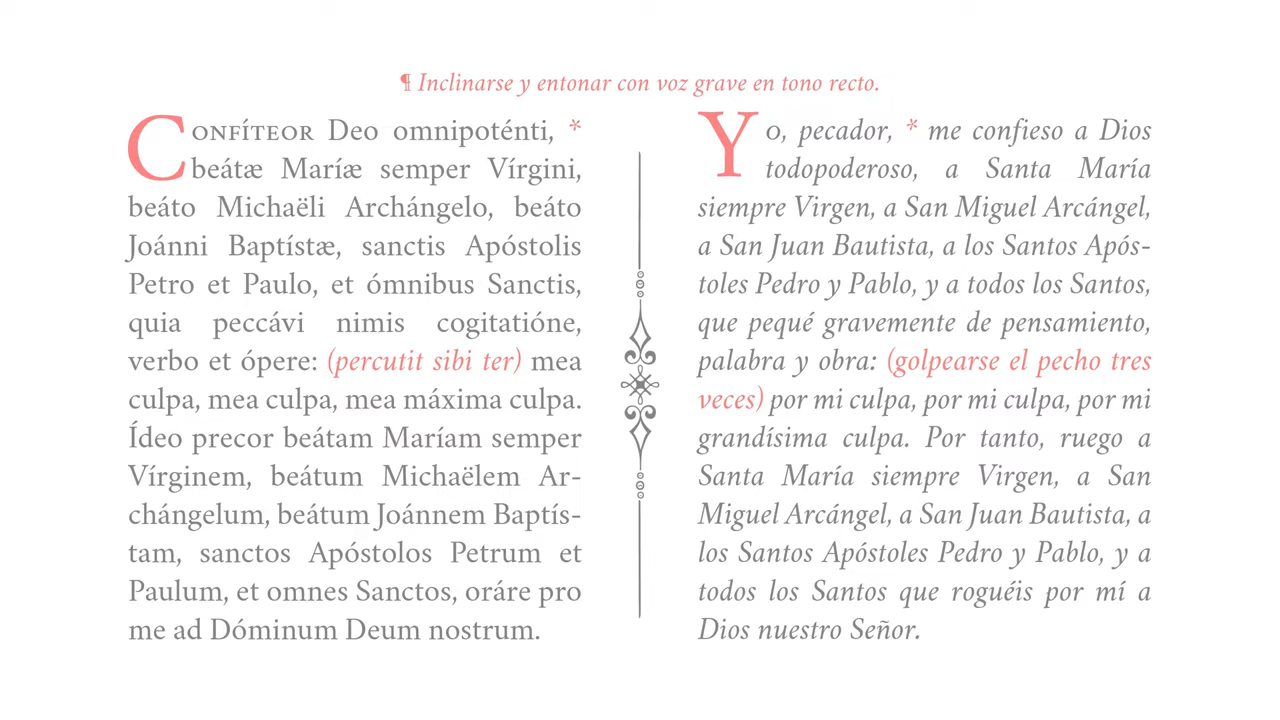 ¶ Inclinarse y entonar con voz grave en tono recto.
CONFÍTEOR Deo omnipoténti, *
beátæ Maríæ semper Vírgini,
beáto Michaëli Archángelo, beáto
Joánni Baptístæ, sanctis Apóstolis
Petro et Paulo, et ómnibus Sanctis,
quia peccávi nimis cogitatióne,
verbo et ópere: (percutit sibi ter) mea
culpa, mea culpa, mea máxima culpa.
Ídeo precor beátam Maríam semper
Vírginem, beátum Michaëlem Ar-
chángelum, beátum Joánnem Baptís-
tam, sanctos Apóstolos Petrum et
Paulum, et omnes Sanctos, oráre pro
me ad Dóminum Deum nostrum.
Yo, pecador, * me confieso a Dios
todopoderoso, a Santa María
siempre Virgen, a San Miguel Arcángel,
a San Juan Bautista, a los Santos Após-
toles Pedro y Pablo, y a todos los Santos,
que pequé gravemente de pensamiento,
palabra y obra: (golpearse el pecho tres
veces) por mi culpa, por mi culpa, por mi
grandísima culpa. Por tanto, ruego a
Santa María siempre Virgen, a San
Miguel Arcángel, a San Juan Bautista, a
los Santos Apóstoles Pedro y Pablo, y a
todos los Santos que roguéis por mí a
Dios nuestro Señor.